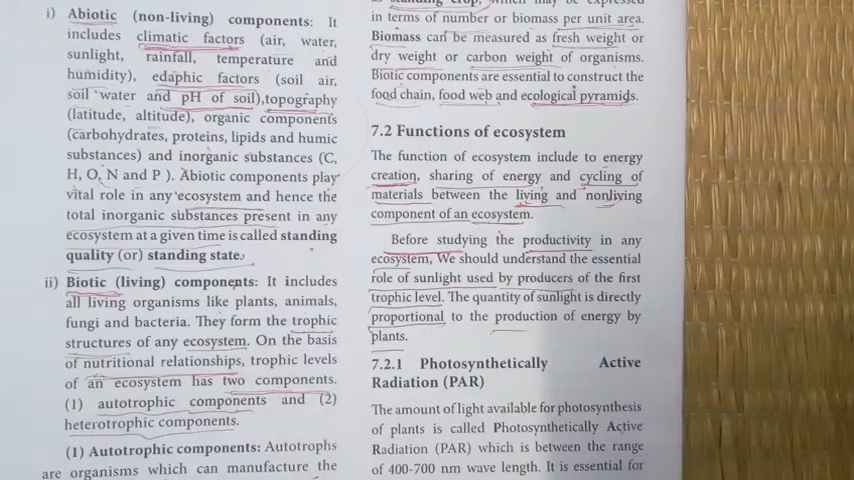 i) Abiotic (non-living) components: It
includes climatic factors (air, water,
sunlight, rainfall, temperature and
humidity), edaphic factors (soil air,
soil water and pH of soil),topography
(latitude, altitude), organic components
(carbohydrates, proteins, lipids and humic
substances) and inorganic substances (C,
H, O, N and P ). Abiotic components play
vital role in any ecosystem and hence the
total inorganic substances present in any
ecosystem at a given time is called standing
quality (or) standing state.
ii) Biotic (living) components: It includes
all living organisms like plants, animals,
fungi and bacteria. They form the trophic
structures of any ecosystem. On the basis
of nutritional relationships, trophic levels
of an ecosystem has two components.
(1) autotrophic components and (2)
heterotrophic components.
(1) Autotrophic components: Autotrophs
are organisms which can manufacture the
as standing crop, which may be expressed
in terms of number or biomass per unit area.
Biomass can be measured as fresh weight or
dry weight or carbon weight of organisms.
Biotic components are essential to construct the
food chain, food web and ecological pyramids.
7.2 Functions of ecosystem
The function of ecosystem include to energy
creation, sharing of energy and cycling of
materials between the living and nonliving
component of an ecosystem.
Before studying the productivity in any
ecosystem, We should understand the essential
role of sunlight used by producers of the first
trophic level. The quantity of sunlight is directly
proportional to the production of energy by
plants.
7.2.1 Photosynthetically Active
Radiation (PAR)
The amount of light available for photosynthesis
of plants is called Photosynthetically Active
Radiation (PAR) which is between the range
of 400-700 nm wave length. It is essential for